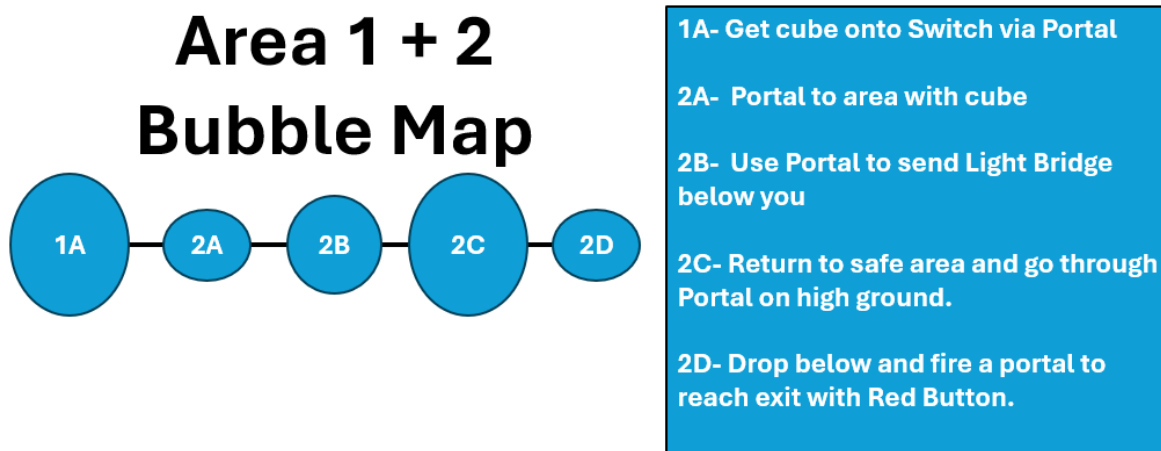 Area 1 + 2
Bubble Map
1A
2A
2B
2C
2D
1A- Get cube onto Switch via Portal
2A-  Portal to area with cube
2B-  Use Portal to send Light Bridge
below you
2C- Return to safe area and go through
Portal on high ground.
2D- Drop below and fire a portal to
reach exit with Red Button.